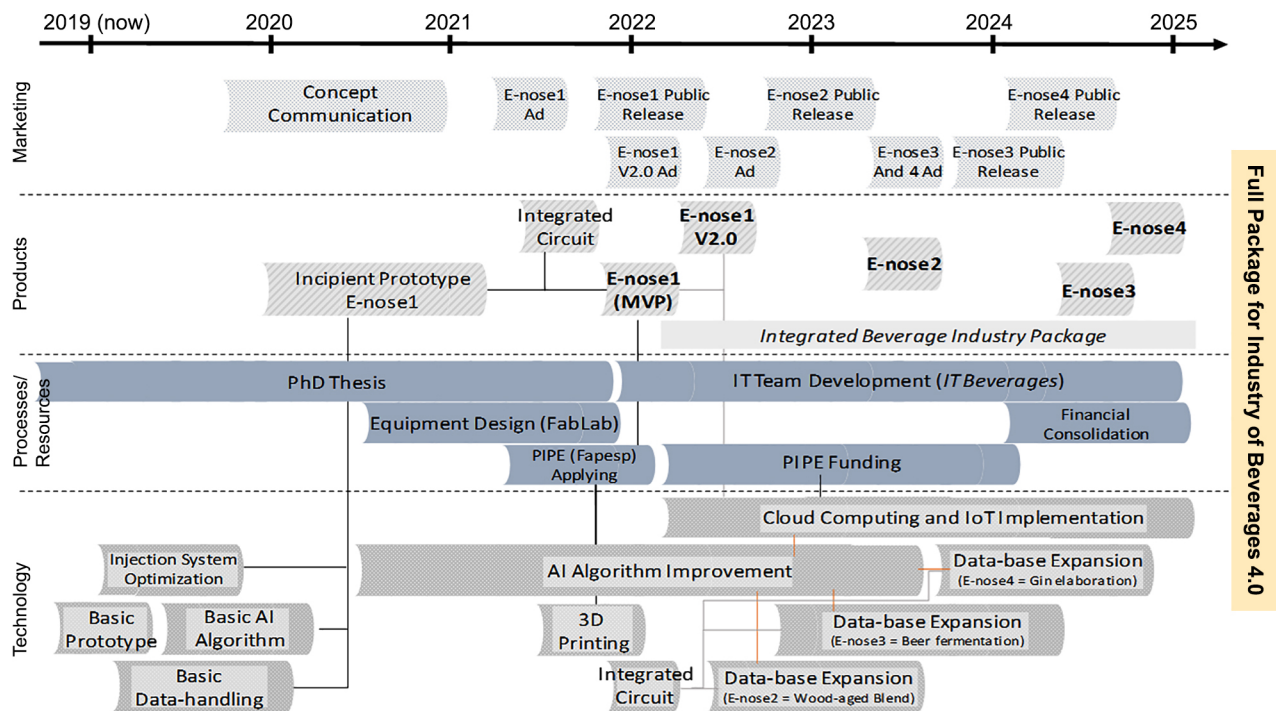 2019 (now) 2020 2021 2022 2023 2024 2025
Marketing
Concept
Communication
E-nose1
Ad
E-nose1 Public
Release
E-nose2 Public
Release
E-nose4 Public
Release
E-nose1
V2.0 Ad
E-nose2
Ad
E-nose3
And 4 Ad
E-nose3 Public
Release
Products
Integrated
Circuit
E-nose1
V2.0
E-nose4
E-nose2
Incipient Prototype
E-nose1
E-nose1
(MVP)
E-nose3
Integrated Beverage Industry Package
Processes/
Resources
PhD Thesis
IT Team Development (IT Beverages)
Equipment Design (FabLab)
Financial
Consolidation
PIPE (Fapesp)
Applying
PIPE Funding
Technology
Cloud Computing and IoT Implementation
Injection System
Optimization
AI Algorithm Improvement
Data-base Expansion
(E-nose4 = Gin elaboration)
Basic
Prototype
Basic AI
Algorithm
3D
Printing
Data-base Expansion
(E-nose3 = Beer fermentation)
Basic
Data-handling
Integrated
Circuit
Data-base Expansion
(E-nose2 = Wood-aged Blend)
Full Package for Industry of Beverages 4.0